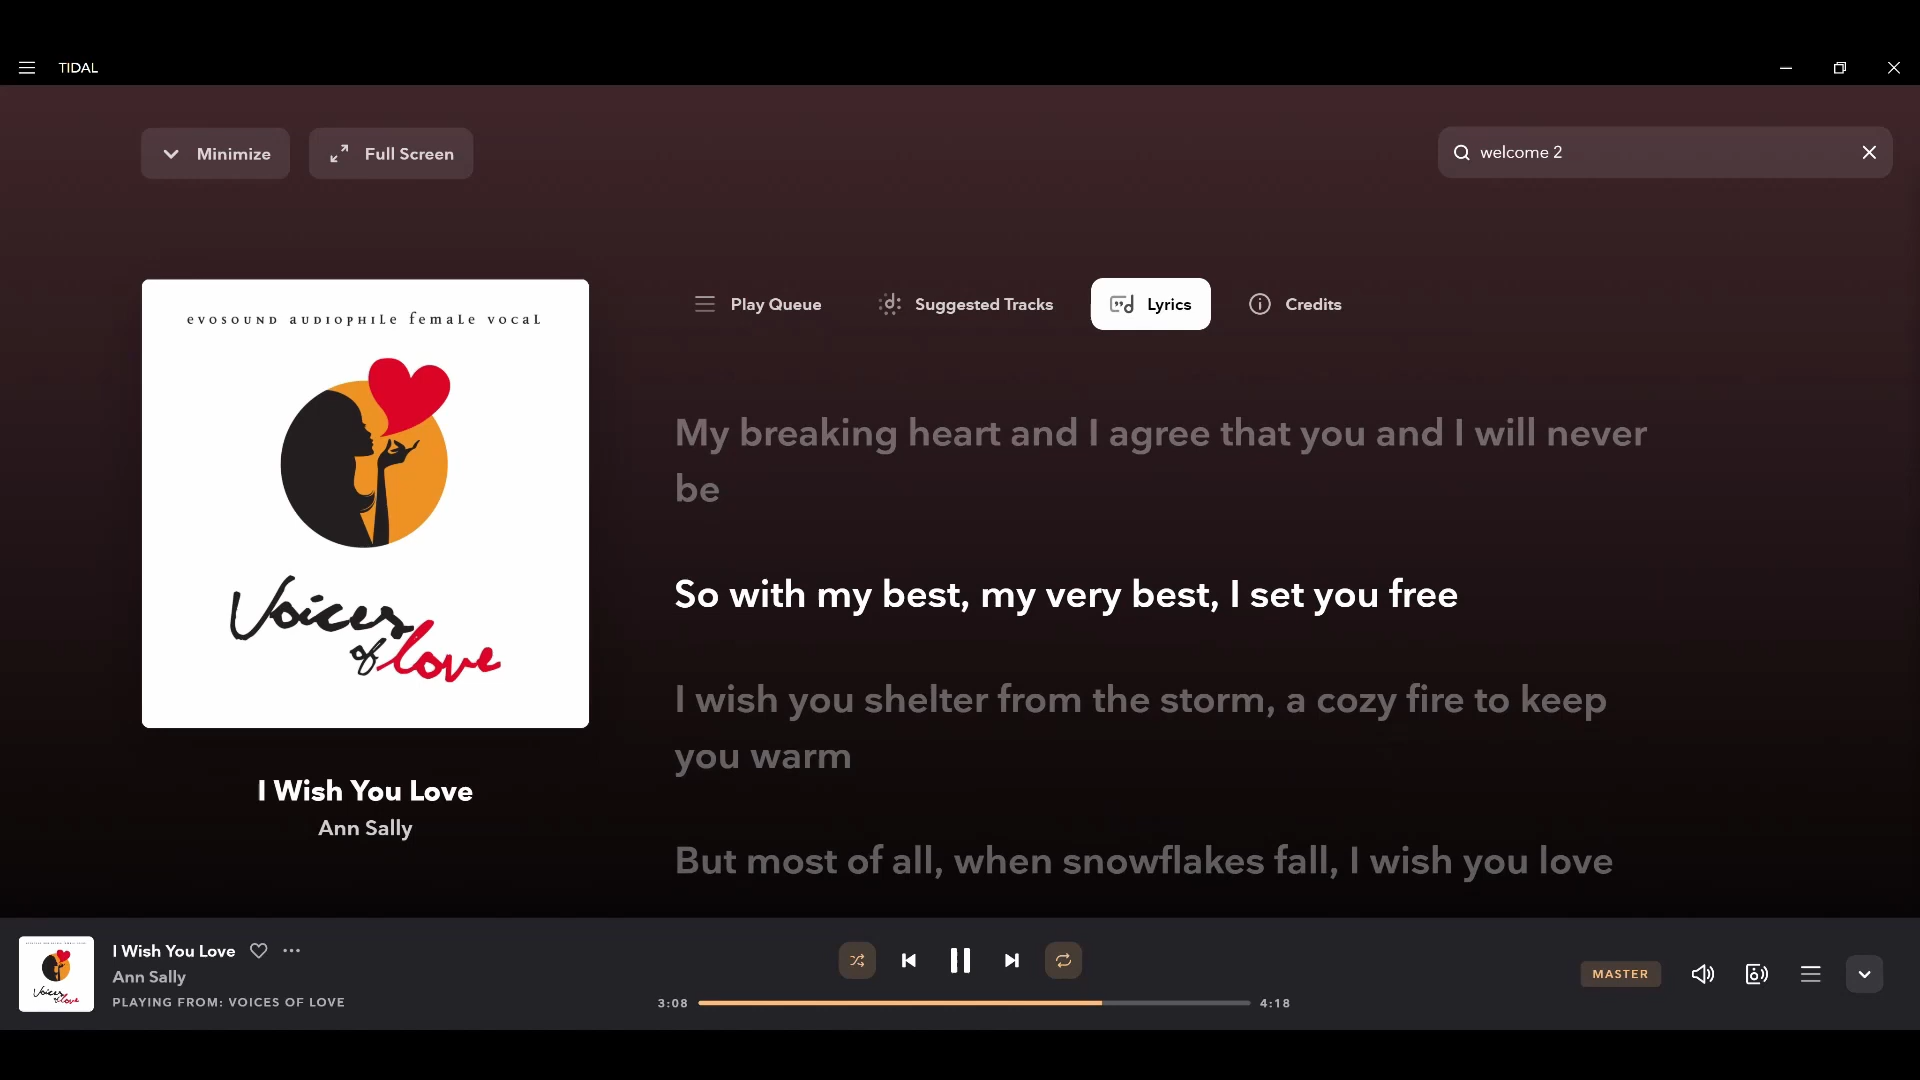 TIDAL
Minimize
Full Screen
welcome 2
evosound audiophile female vocal
Voices
of love
I Wish You Love
Ann Sally
Play Queue
Suggested Tracks
Lyrics
Credits
My breaking heart and I agree that you and I will never
be
So with my best, my very best, I set you free
I wish you shelter from the storm, a cozy fire to keep
you warm
But most of all, when snowflakes fall, I wish you love
Voices
of love
I Wish You Love
Ann Sally
PLAYING FROM: VOICES OF LOVE
3:08
4:18
MASTER